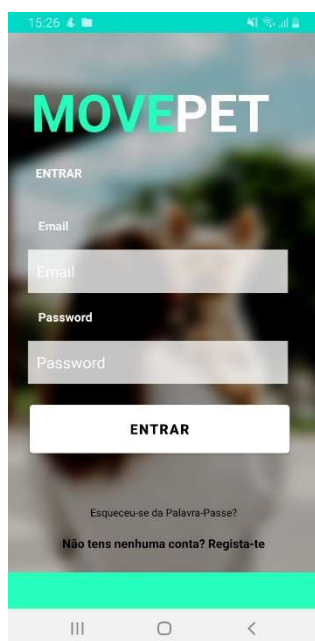 15:26
MOVEPET
ENTRAR
Email
Email
Password
Password
ENTRAR
Esqueceu-se da Palavra-Passe?
Não tens nenhuma conta? Regista-te